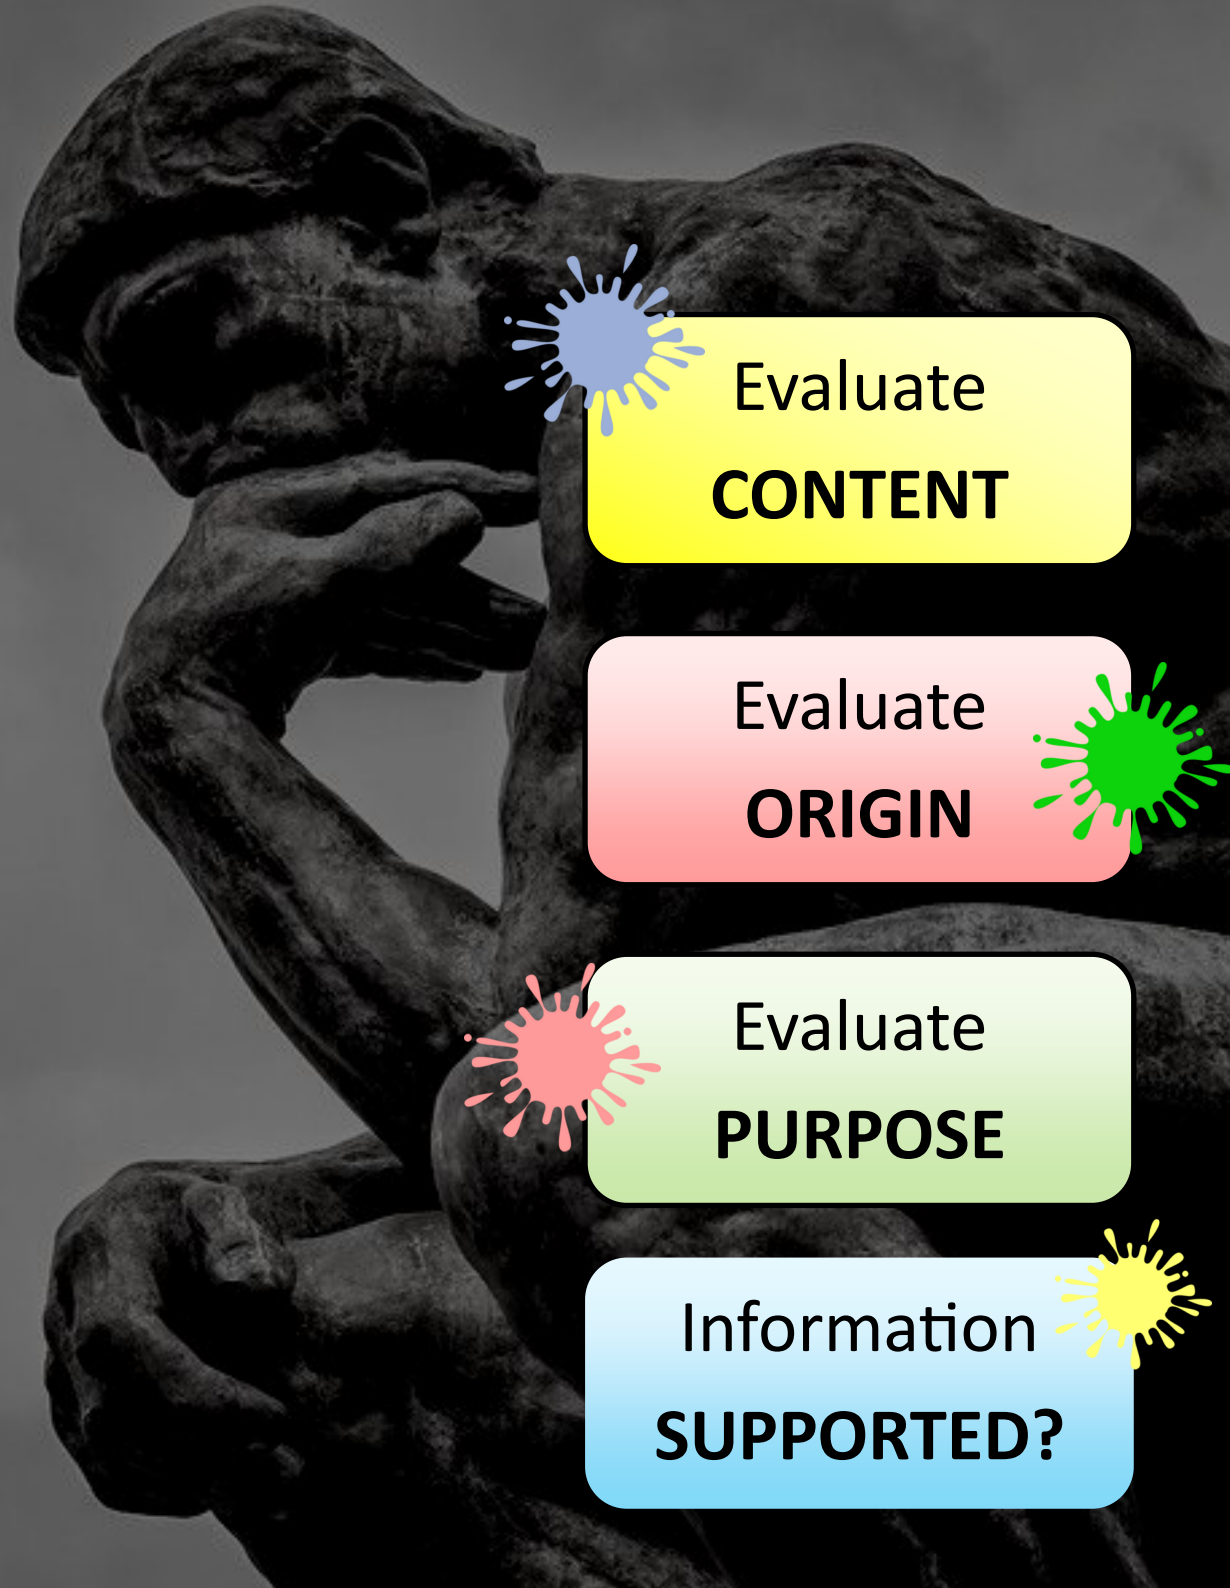 Evaluate
CONTENT
Evaluate
ORIGIN
Evaluate
PURPOSE
Information
SUPPORTED?